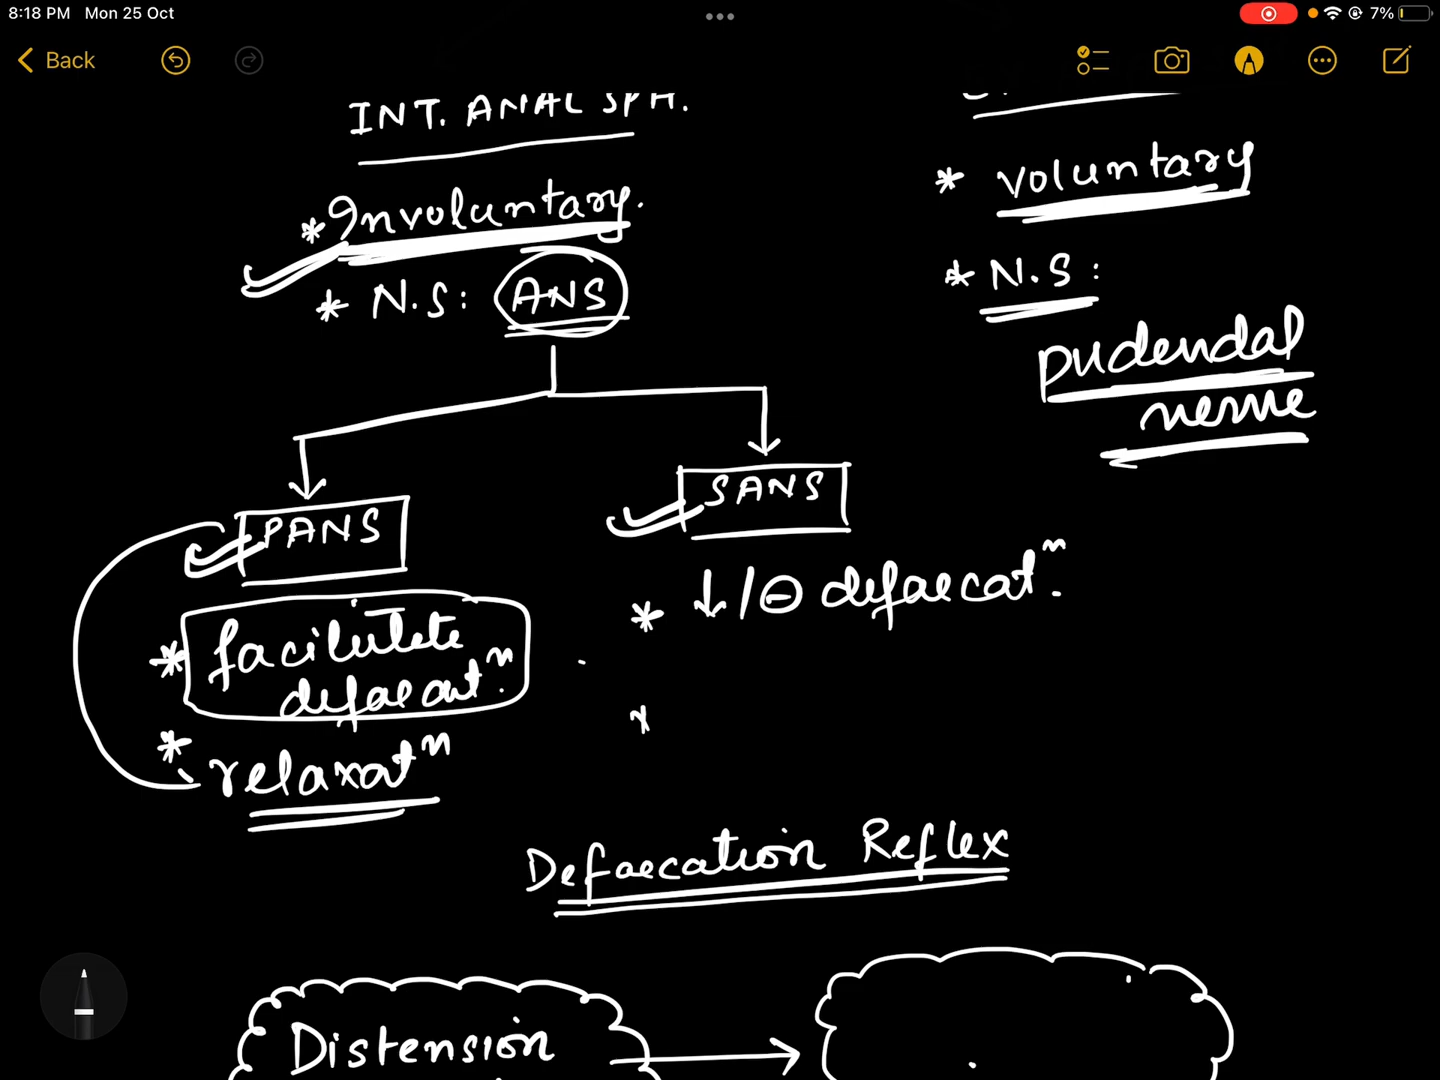 8:18 PM Mon 25 Oct
7%
Back
INT. ANAL SPH.
* Involuntary.
* N.S: ANS
* voluntary
* N.S:
pudendal
nerve
PANS
SANS
* facilitete
defaecatⁿ.
* relaxatⁿ
* ↓/⊖ defaecatⁿ.
*
Defaecation Reflex
Distension